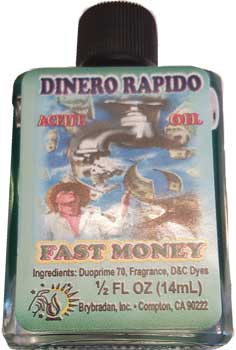 DINERO RAPIDO
ACEITE OIL
FAST MONEY
Ingredients: Duoprime 70, Fragrance, D&C Dyes
½ FL OZ (14mL)
Brybradan, Inc. • Compton, CA 90222